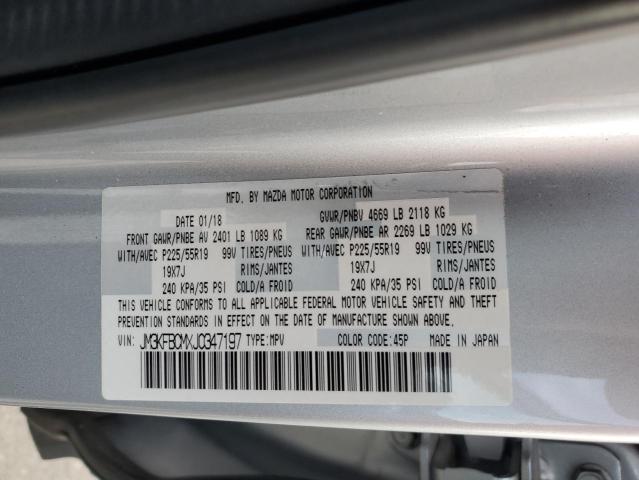 MFD. BY MAZDA MOTOR CORPORATION
DATE 01/18 GVWR/PNBV 4669 LB 2118 KG
FRONT GAWR/PNBE AV 2401 LB 1089 KG REAR GAWR/PNBE AR 2269 LB 1029 KG
WITH/AVEC P225/55R19 99V TIRES/PNEUS WITH/AVEC P225/55R19 99V TIRES/PNEUS
19X7J RIMS/JANTES 19X7J RIMS/JANTES
240 KPA/35 PSI COLD/A FROID 240 KPA/35 PSI COLD/A FROID
THIS VEHICLE CONFORMS TO ALL APPLICABLE FEDERAL MOTOR VEHICLE SAFETY AND THEFT
PREVENTION STANDARDS IN EFFECT ON THE DATE OF MANUFACTURE SHOWN ABOVE.
VIN: JM3KFBCMXJ0347197 TYPE:MPV COLOR CODE:45P MADE IN JAPAN